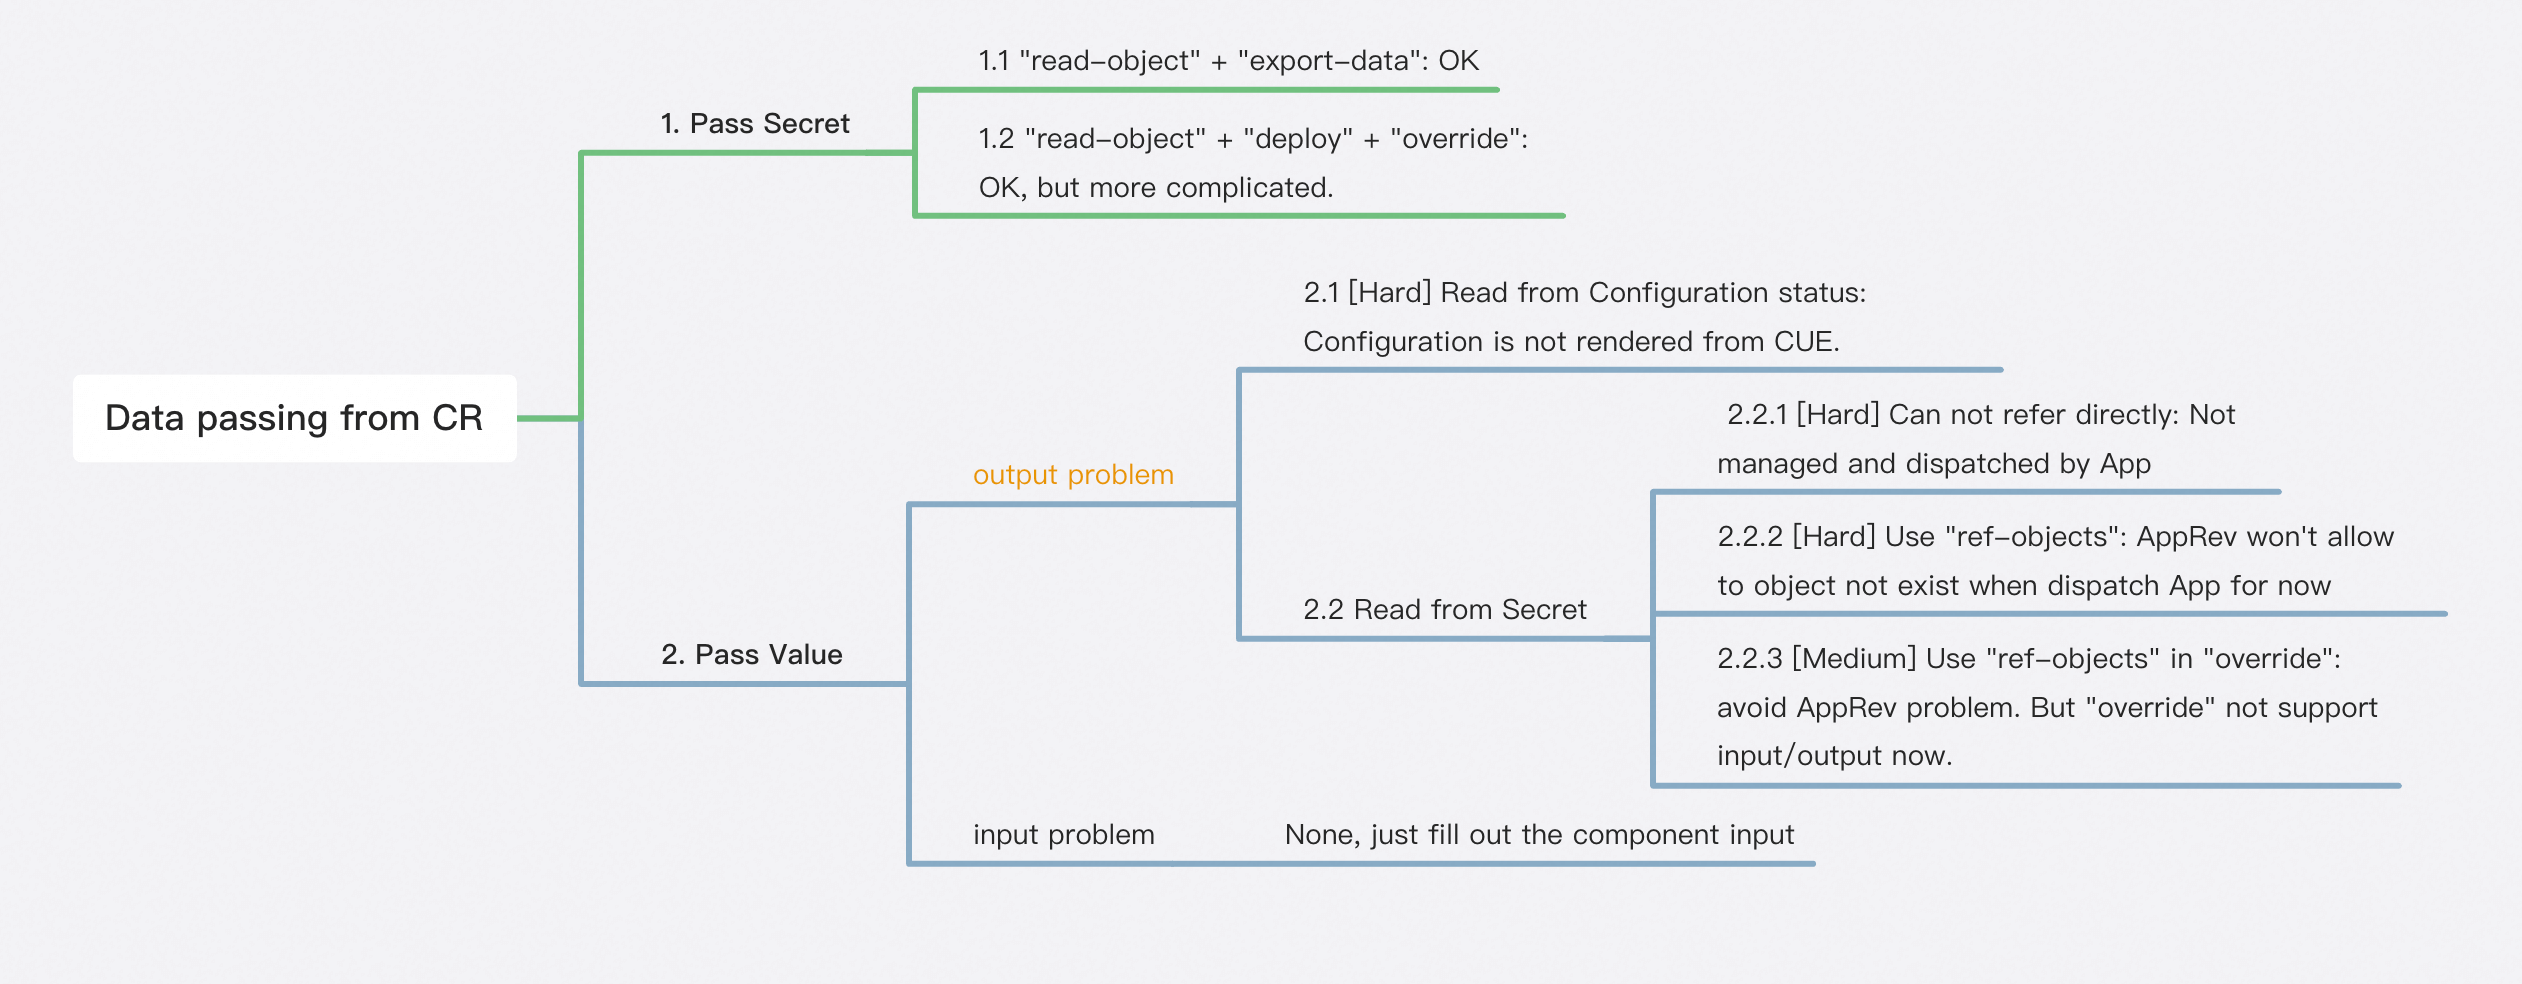 Data passing from CR
1. Pass Secret
1.1 "read-object" + "export-data": OK
1.2 "read-object" + "deploy" + "override":
OK, but more complicated.
2. Pass Value
output problem
2.1 [Hard] Read from Configuration status:
Configuration is not rendered from CUE.
2.2 Read from Secret
2.2.1 [Hard] Can not refer directly: Not
managed and dispatched by App
2.2.2 [Hard] Use "ref-objects": AppRev won't allow
to object not exist when dispatch App for now
2.2.3 [Medium] Use "ref-objects" in "override":
avoid AppRev problem. But "override" not support
input/output now.
input problem
None, just fill out the component input